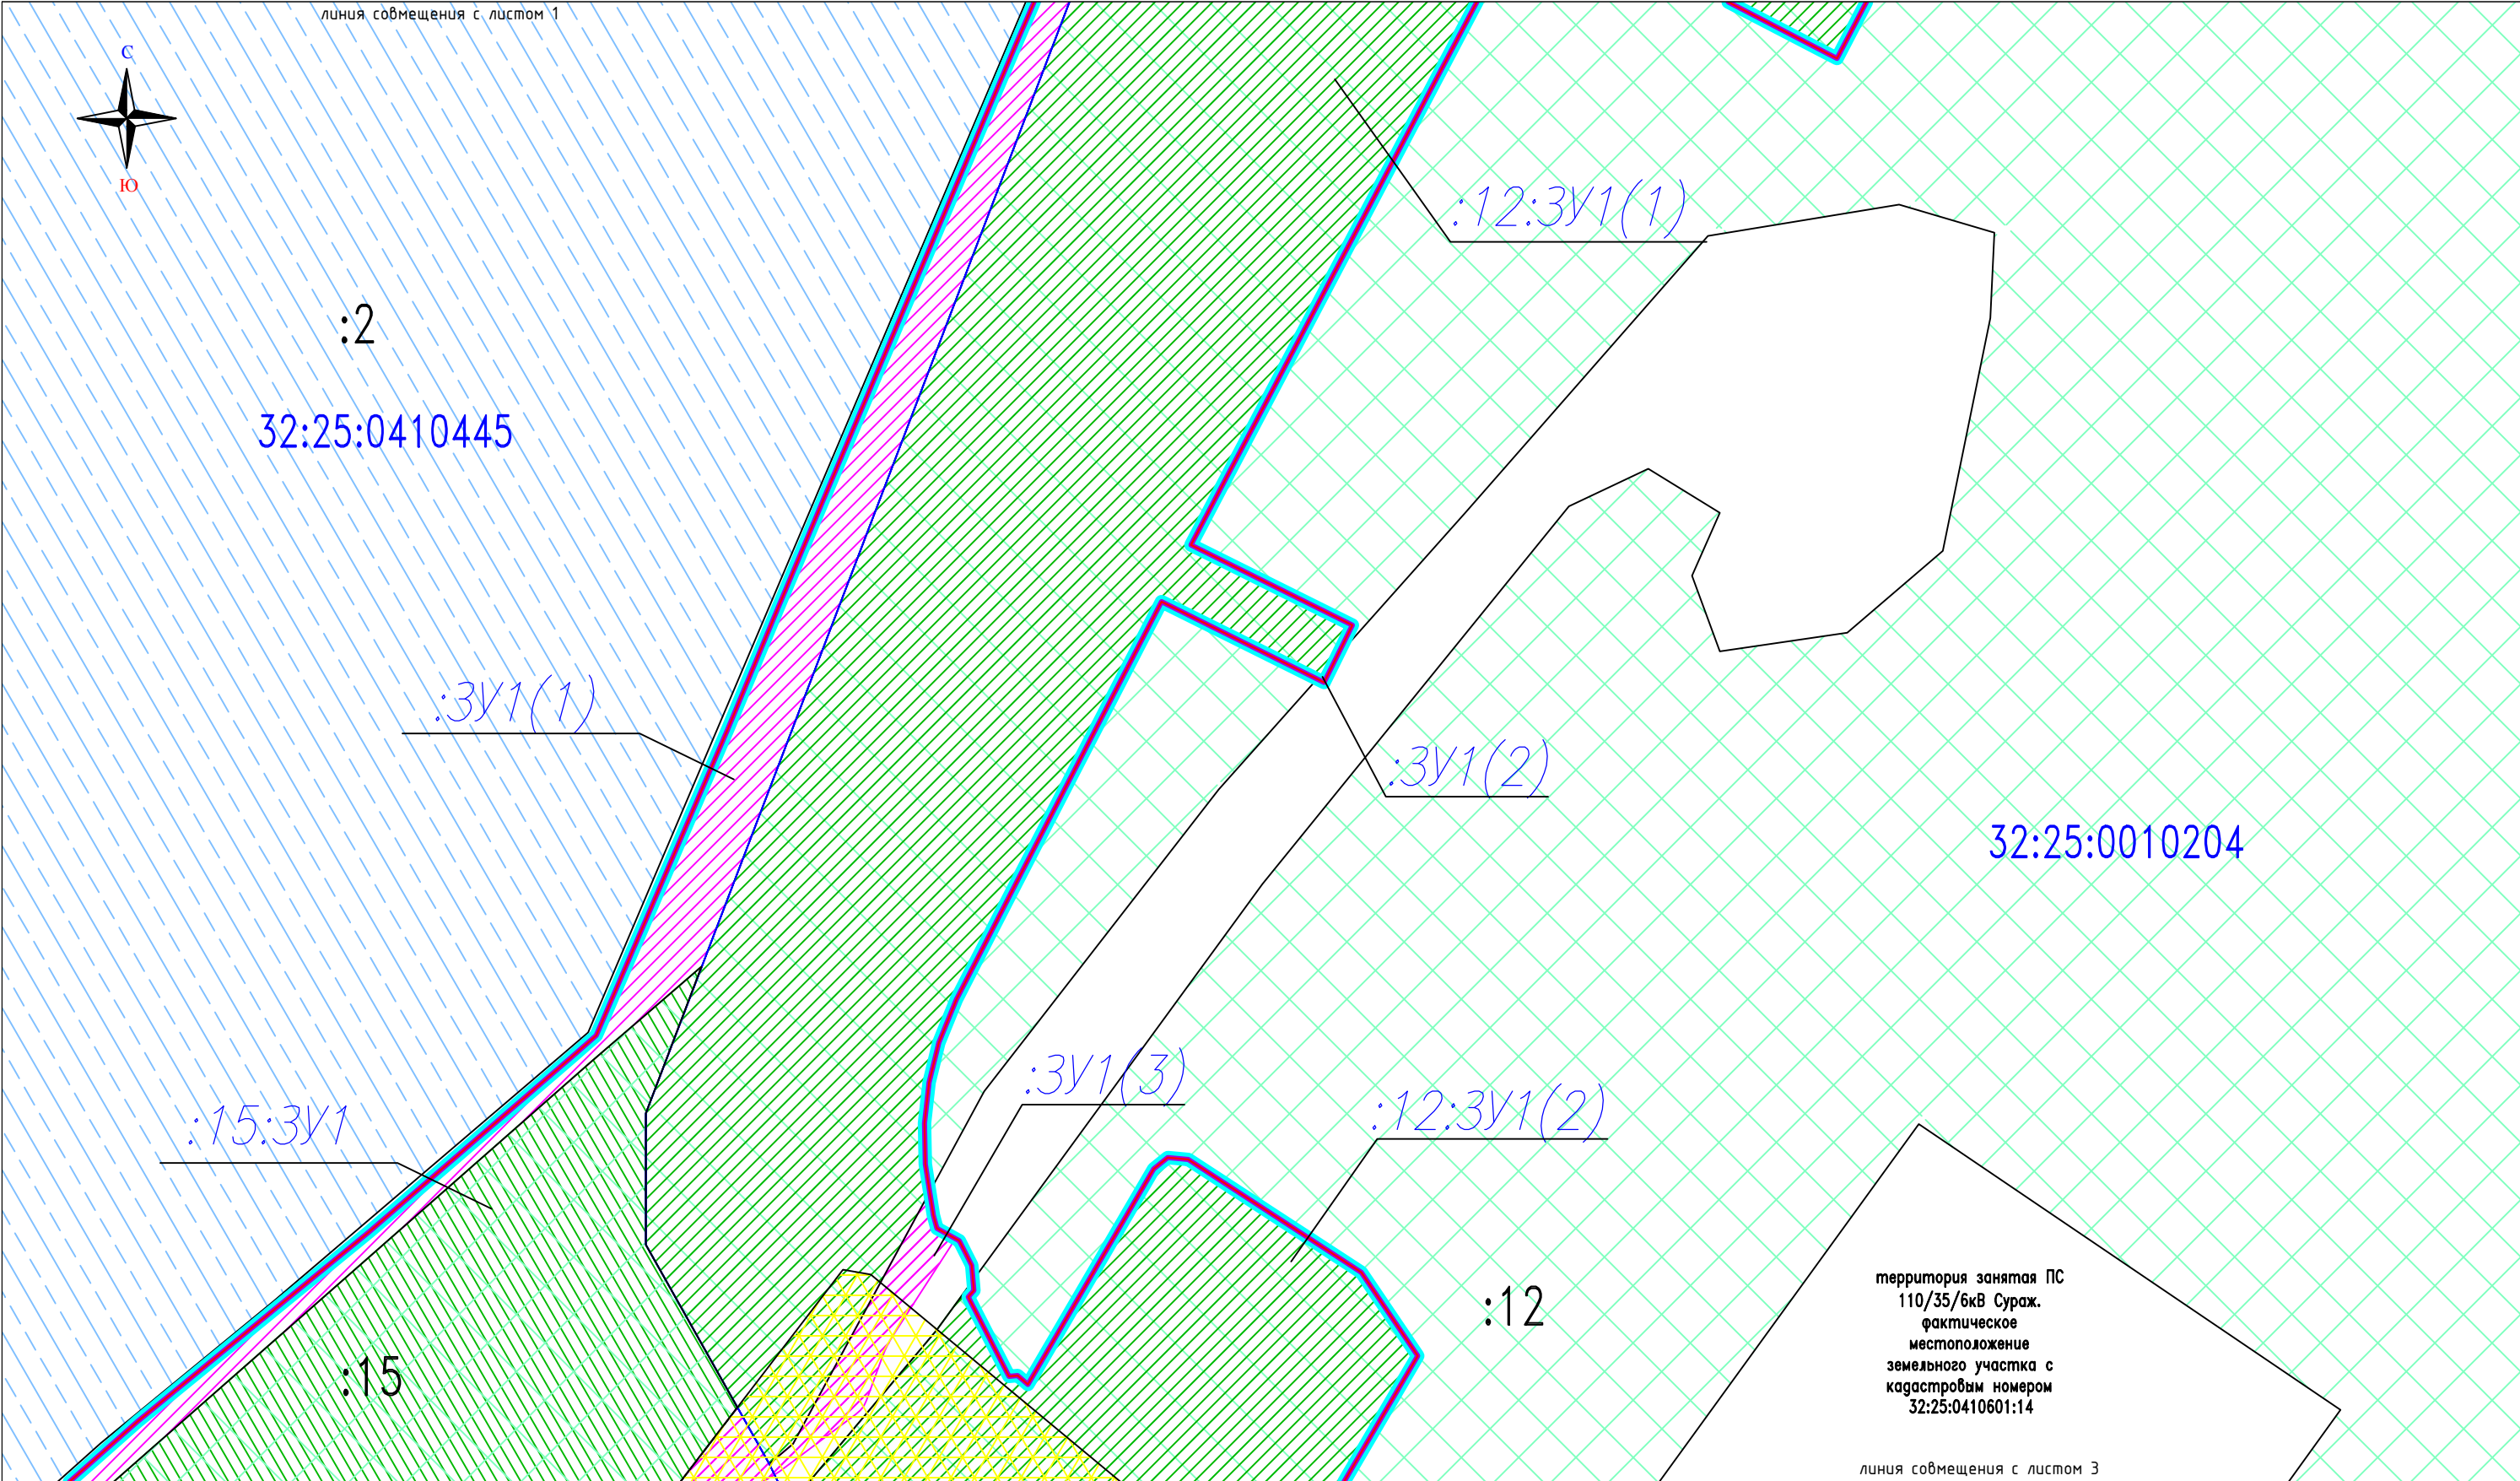 линия совмещения с листом 1
С
Ю
:12:ЗУ1(1)
:2
32:25:0410445
:ЗУ1(1)
:ЗУ1(2)
32:25:0010204
:ЗУ1(3)
:12:ЗУ1(2)
:15:ЗУ1
:12
территория занятая ПС
110/35/6кВ Сураж.
фактическое
местоположение
земельного участка с
кадастровым номером
32:25:0410601:14
:15
линия совмещения с листом 3